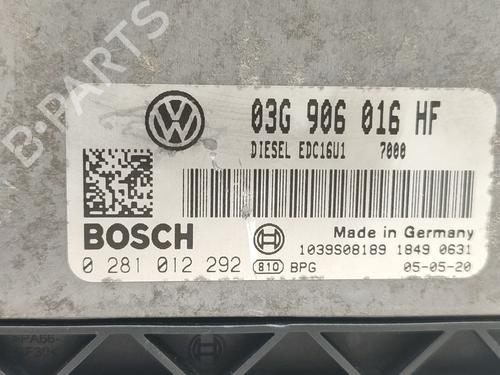 B-PARTS
03G 906 016 HF
DIESEL EDC16U1 7000
BOSCH
Made in Germany
0 281 012 292
1039S08189 1849 0631
810 BPG
05-05-20
>PA66-